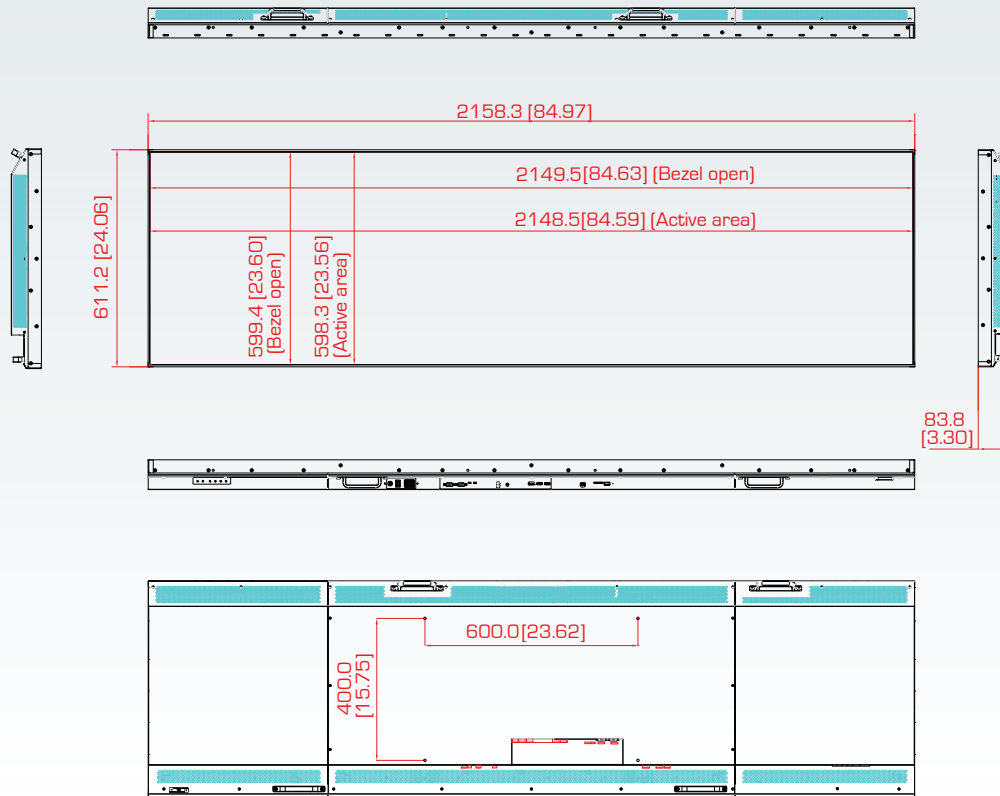 2158.3 [84.97]
2149.5[84.63] (Bezel open)
2148.5[84.59] (Active area)
611.2 [24.06]
599.4 [23.60]
(Bezel open)
598.3 [23.56]
(Active area)
83.8
[3.30]
600.0[23.62]
400.0
[15.75]